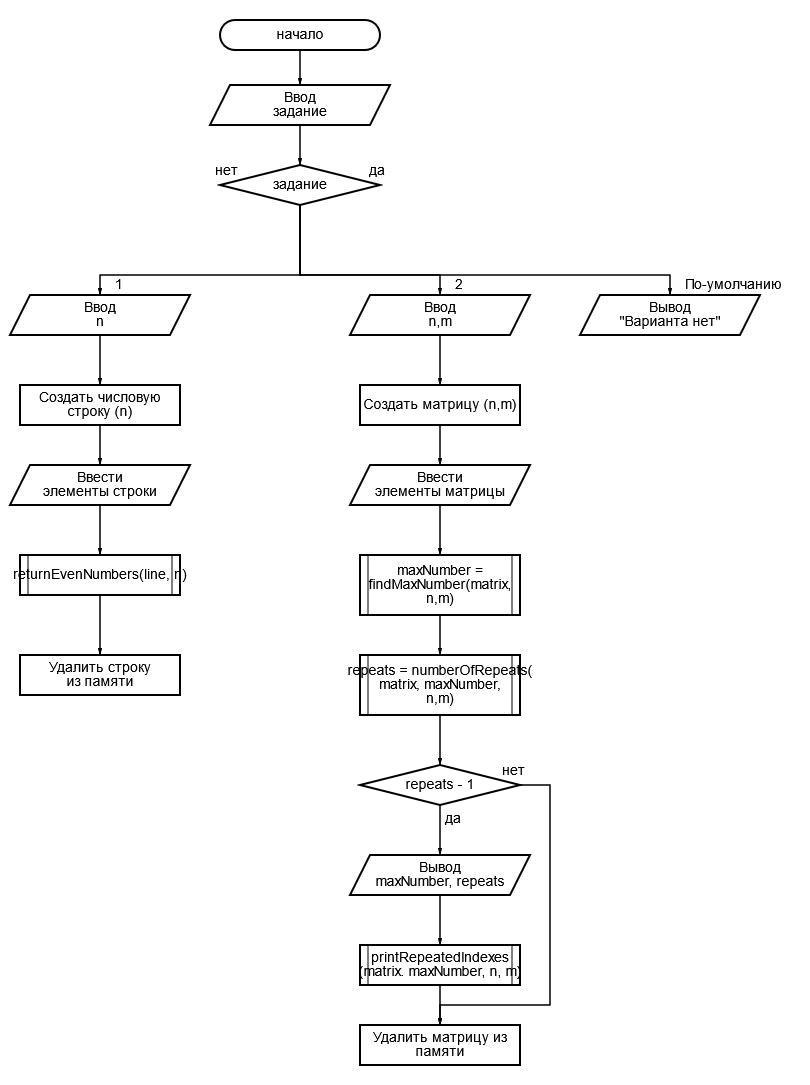 начало
Ввод
задание
нет
да
задание
1
2
По-умолчанию
Ввод
n
Ввод
n,m
Вывод
"Варианта нет"
Создать числовую
строку (n)
Создать матрицу (n,m)
Ввести
элементы строки
Ввести
элементы матрицы
returnEvenNumbers(line, n)
maxNumber =
findMaxNumber(matrix,
n,m)
Удалить строку
из памяти
repeats = numberOfRepeats(
matrix, maxNumber,
n,m)
repeats - 1
нет
да
Вывод
maxNumber, repeats
printRepeatedIndexes
(matrix. maxNumber, n, m)
Удалить матрицу из
памяти